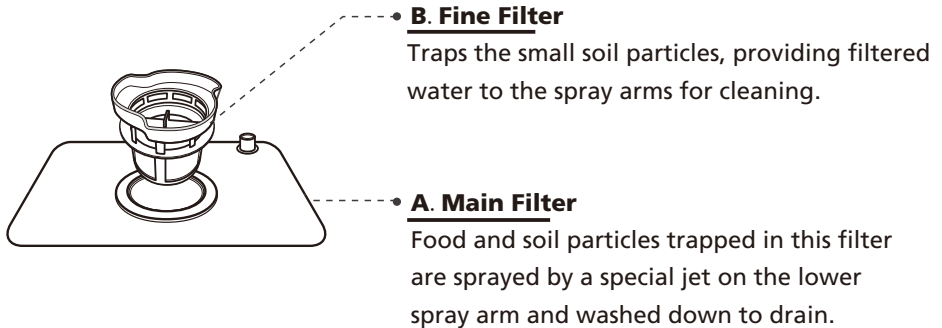 B. Fine Filter
Traps the small soil particles, providing filtered
water to the spray arms for cleaning.
A. Main Filter
Food and soil particles trapped in this filter
are sprayed by a special jet on the lower
spray arm and washed down to drain.